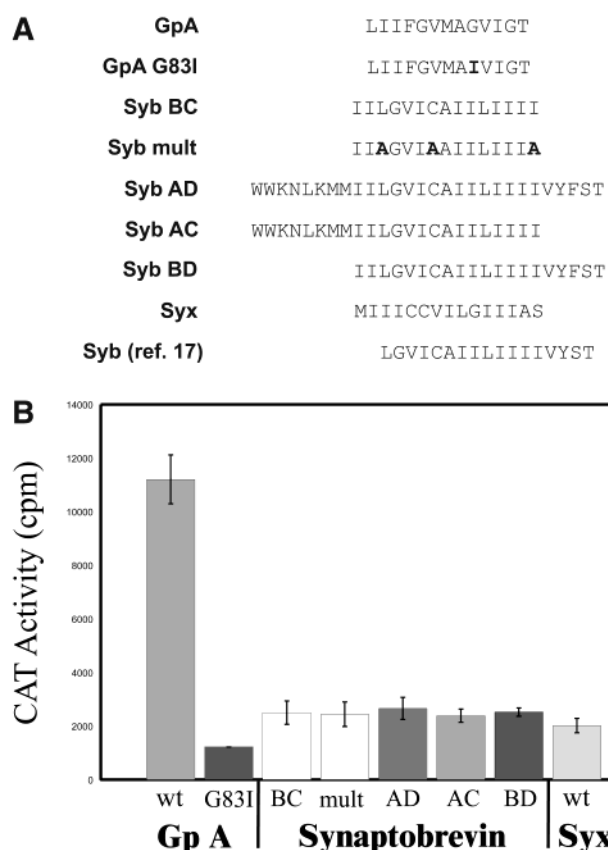 A
GpA LIIFGVMAGVIGT
GpA G83I LIIFGVMAIVIGT
Syb BC IILGVICAIILIIII
Syb mult IIAGVIAAIILIIIA
Syb AD WWKNLKMMIILGVICAIILIIIIVYFST
Syb AC WWKNLKMMIILGVICAIILIIII
Syb BD IILGVICAIILIIIIVYFST
Syx MIIICCVILGIIIAS
Syb (ref. 17) LGVICAIILIIIIVYST
B
CAT Activity (cpm)
14000
12000
10000
8000
6000
4000
2000
0
wt G83I BC mult AD AC BD wt
Gp A Synaptobrevin Syx